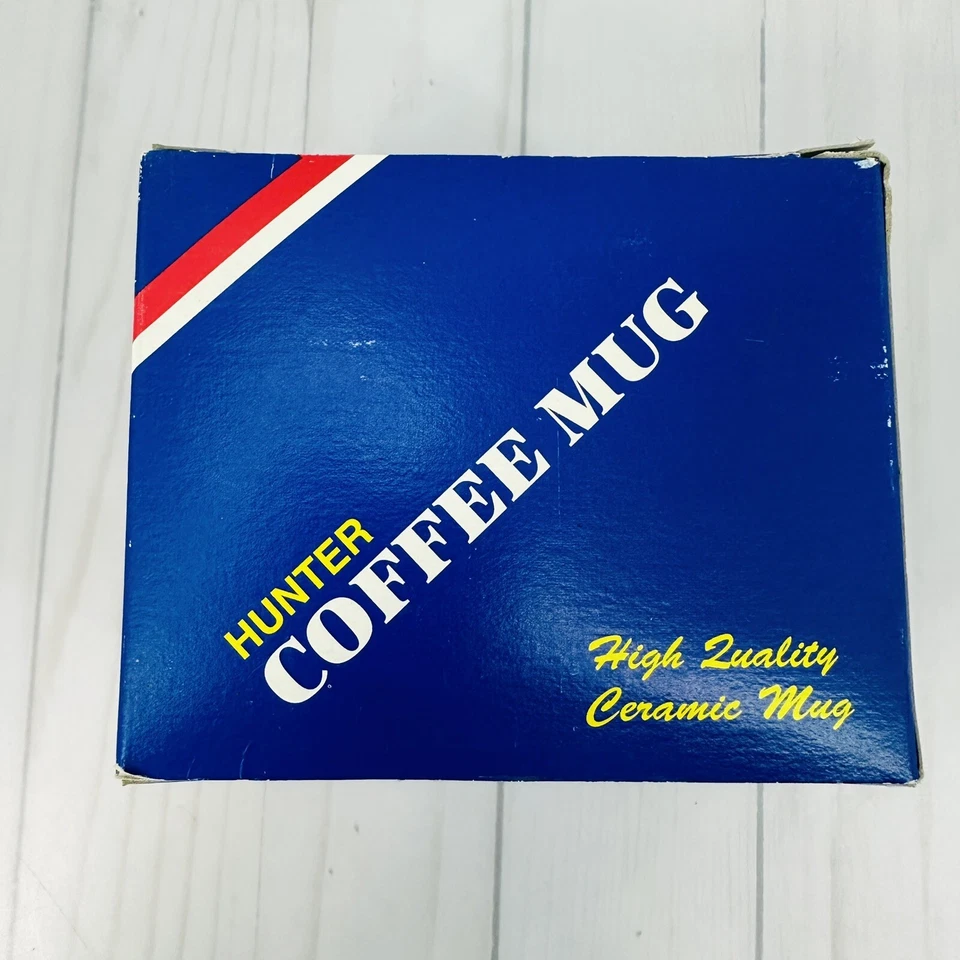 HUNTER
COFFEE MUG
High Quality
Ceramic Mug